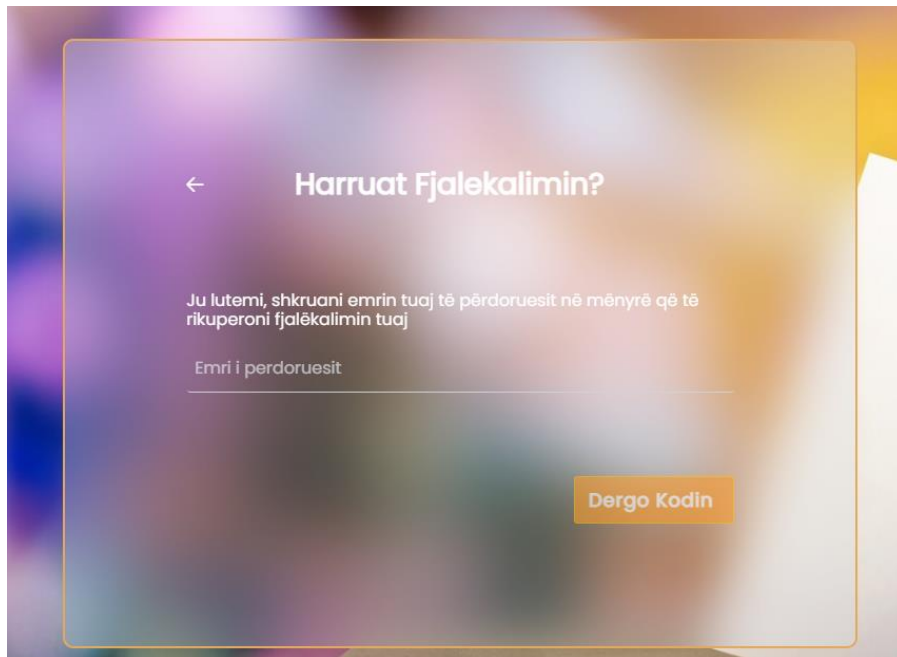 Harruat Fjalekalimin?
Ju lutemi, shkruani emrin tuaj të përdoruesit në mënyrë që të
rikuperoni fjalëkalimin tuaj
Emri i perdoruesit
Dergo Kodin